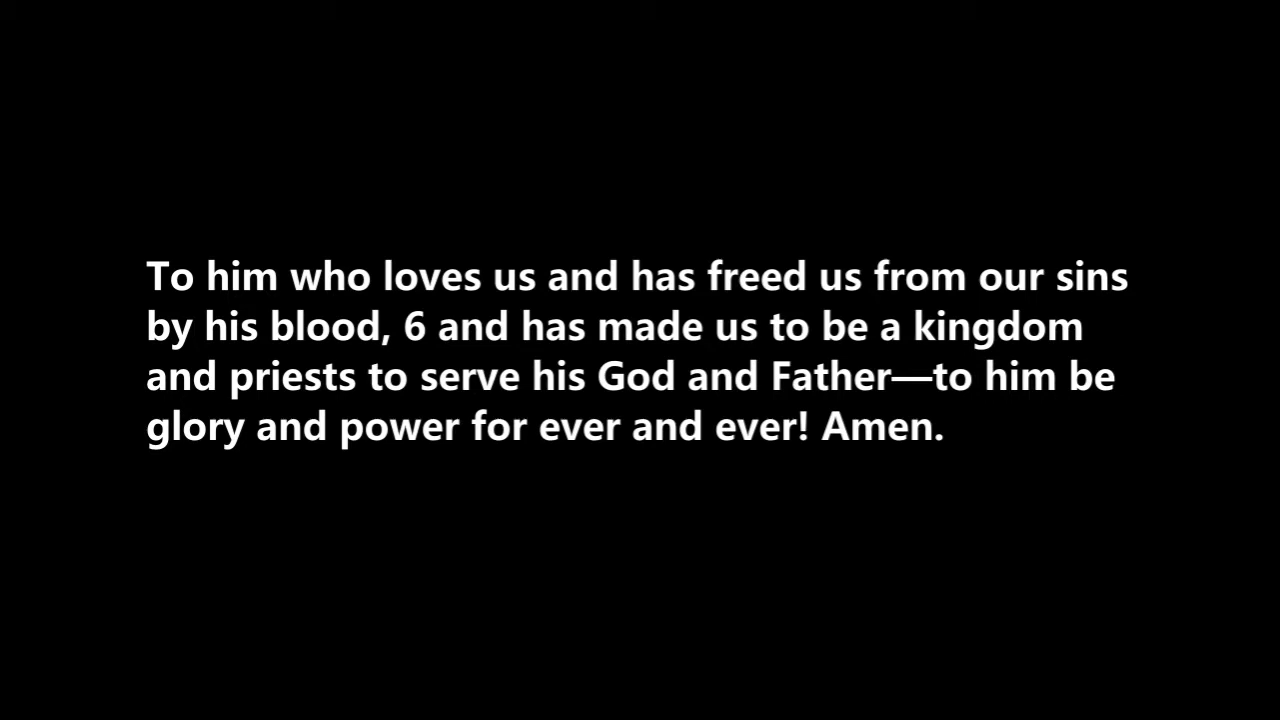 To him who loves us and has freed us from our sins
by his blood, 6 and has made us to be a kingdom
and priests to serve his God and Father—to him be
glory and power for ever and ever! Amen.